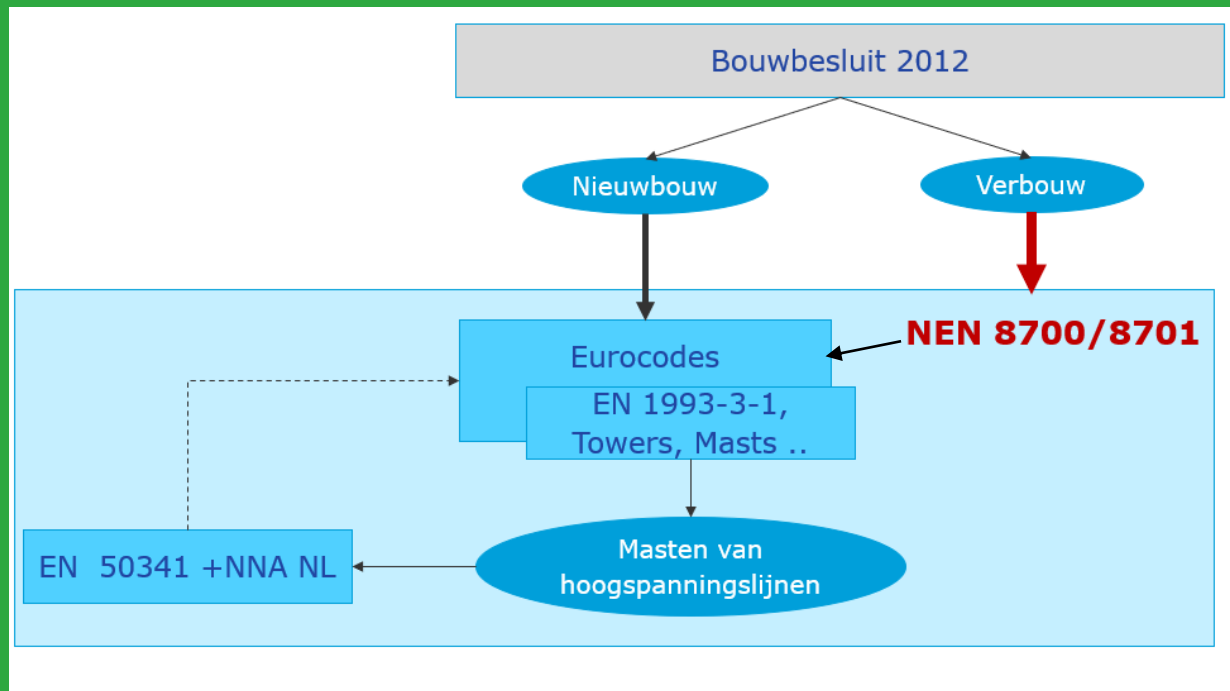 Bouwbesluit 2012
Nieuwbouw
Verbouw
NEN 8700/8701
Eurocodes
EN 1993-3-1,
Towers, Masts ..
Masten van
hoogspanningslijnen
EN 50341 +NNA NL